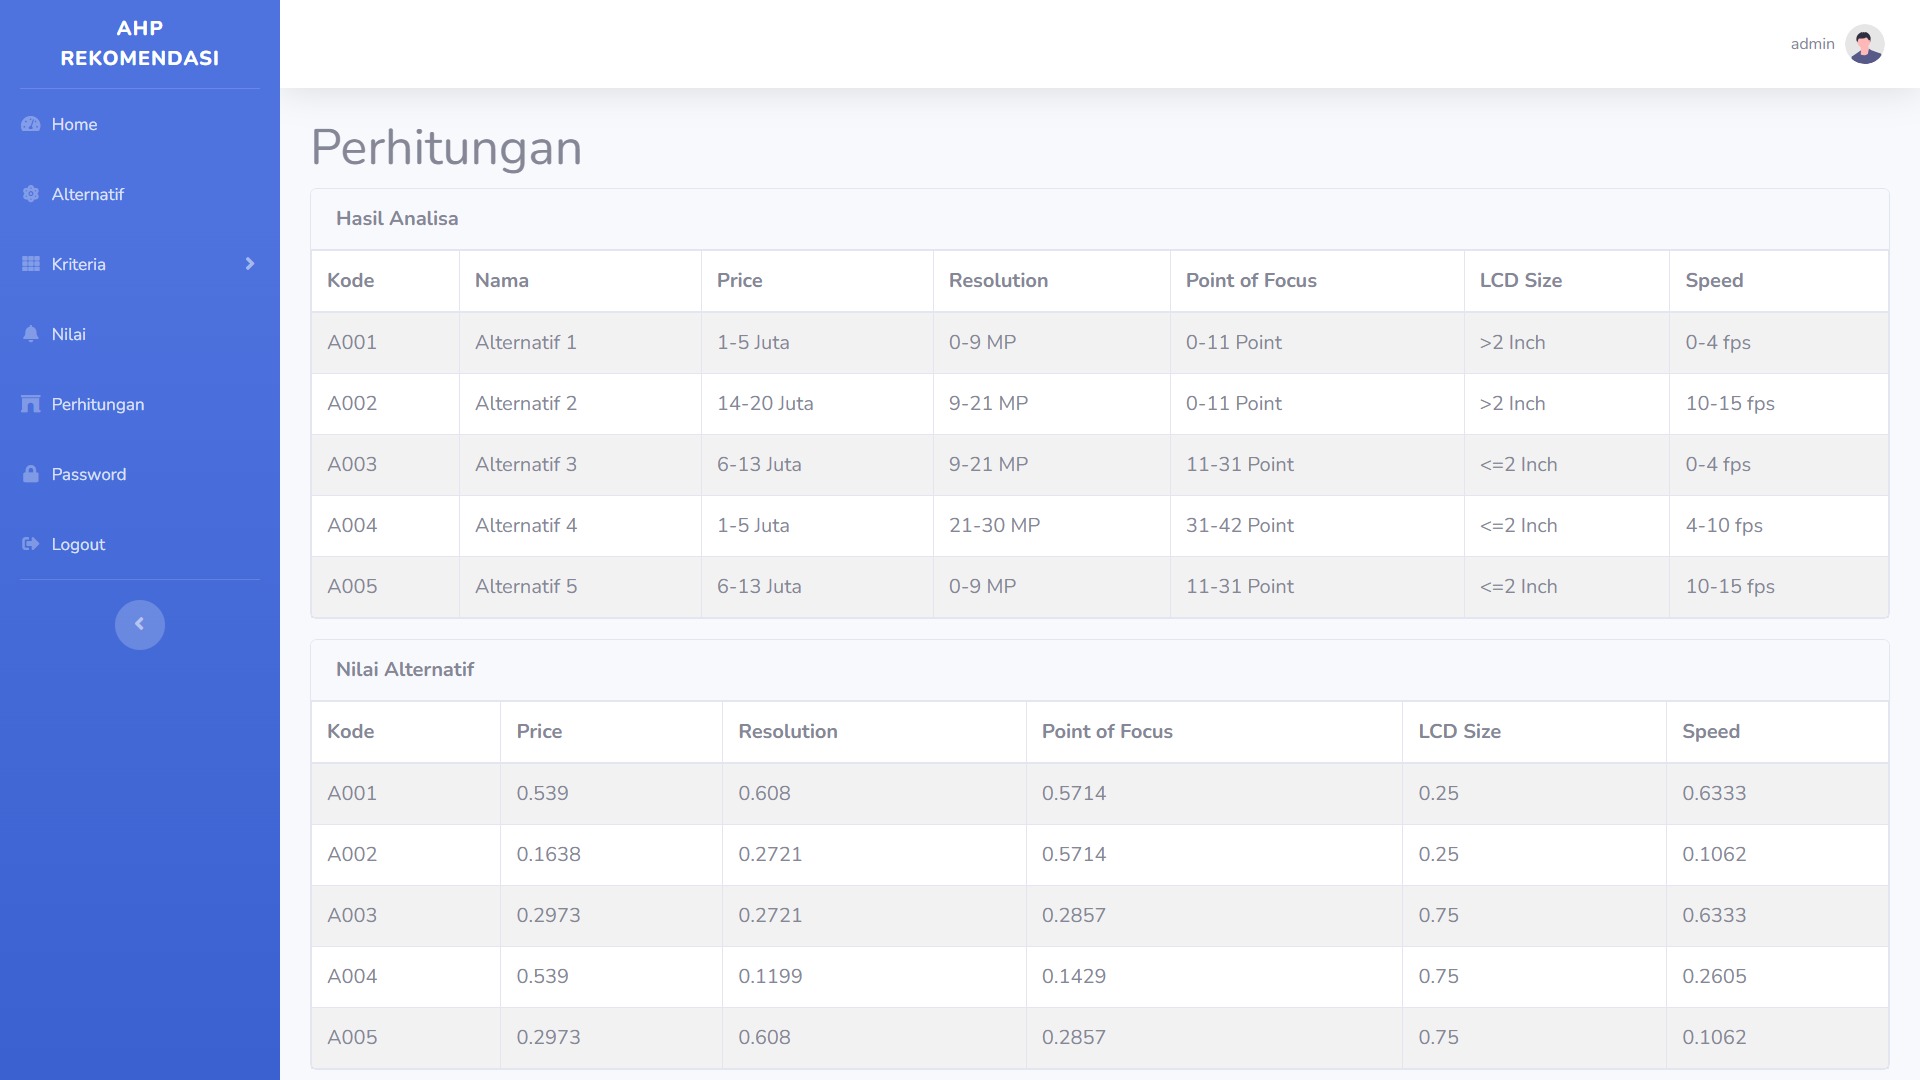 AHP
REKOMENDASI
Home
Alternatif
Kriteria
Nilai
Perhitungan
Password
Logout
admin
Perhitungan
Hasil Analisa
Kode Nama Price Resolution Point of Focus LCD Size Speed
A001 Alternatif 1 1-5 Juta 0-9 MP 0-11 Point >2 Inch 0-4 fps
A002 Alternatif 2 14-20 Juta 9-21 MP 0-11 Point >2 Inch 10-15 fps
A003 Alternatif 3 6-13 Juta 9-21 MP 11-31 Point <=2 Inch 0-4 fps
A004 Alternatif 4 1-5 Juta 21-30 MP 31-42 Point <=2 Inch 4-10 fps
A005 Alternatif 5 6-13 Juta 0-9 MP 11-31 Point <=2 Inch 10-15 fps
Nilai Alternatif
Kode Price Resolution Point of Focus LCD Size Speed
A001 0.539 0.608 0.5714 0.25 0.6333
A002 0.1638 0.2721 0.5714 0.25 0.1062
A003 0.2973 0.2721 0.2857 0.75 0.6333
A004 0.539 0.1199 0.1429 0.75 0.2605
A005 0.2973 0.608 0.2857 0.75 0.1062